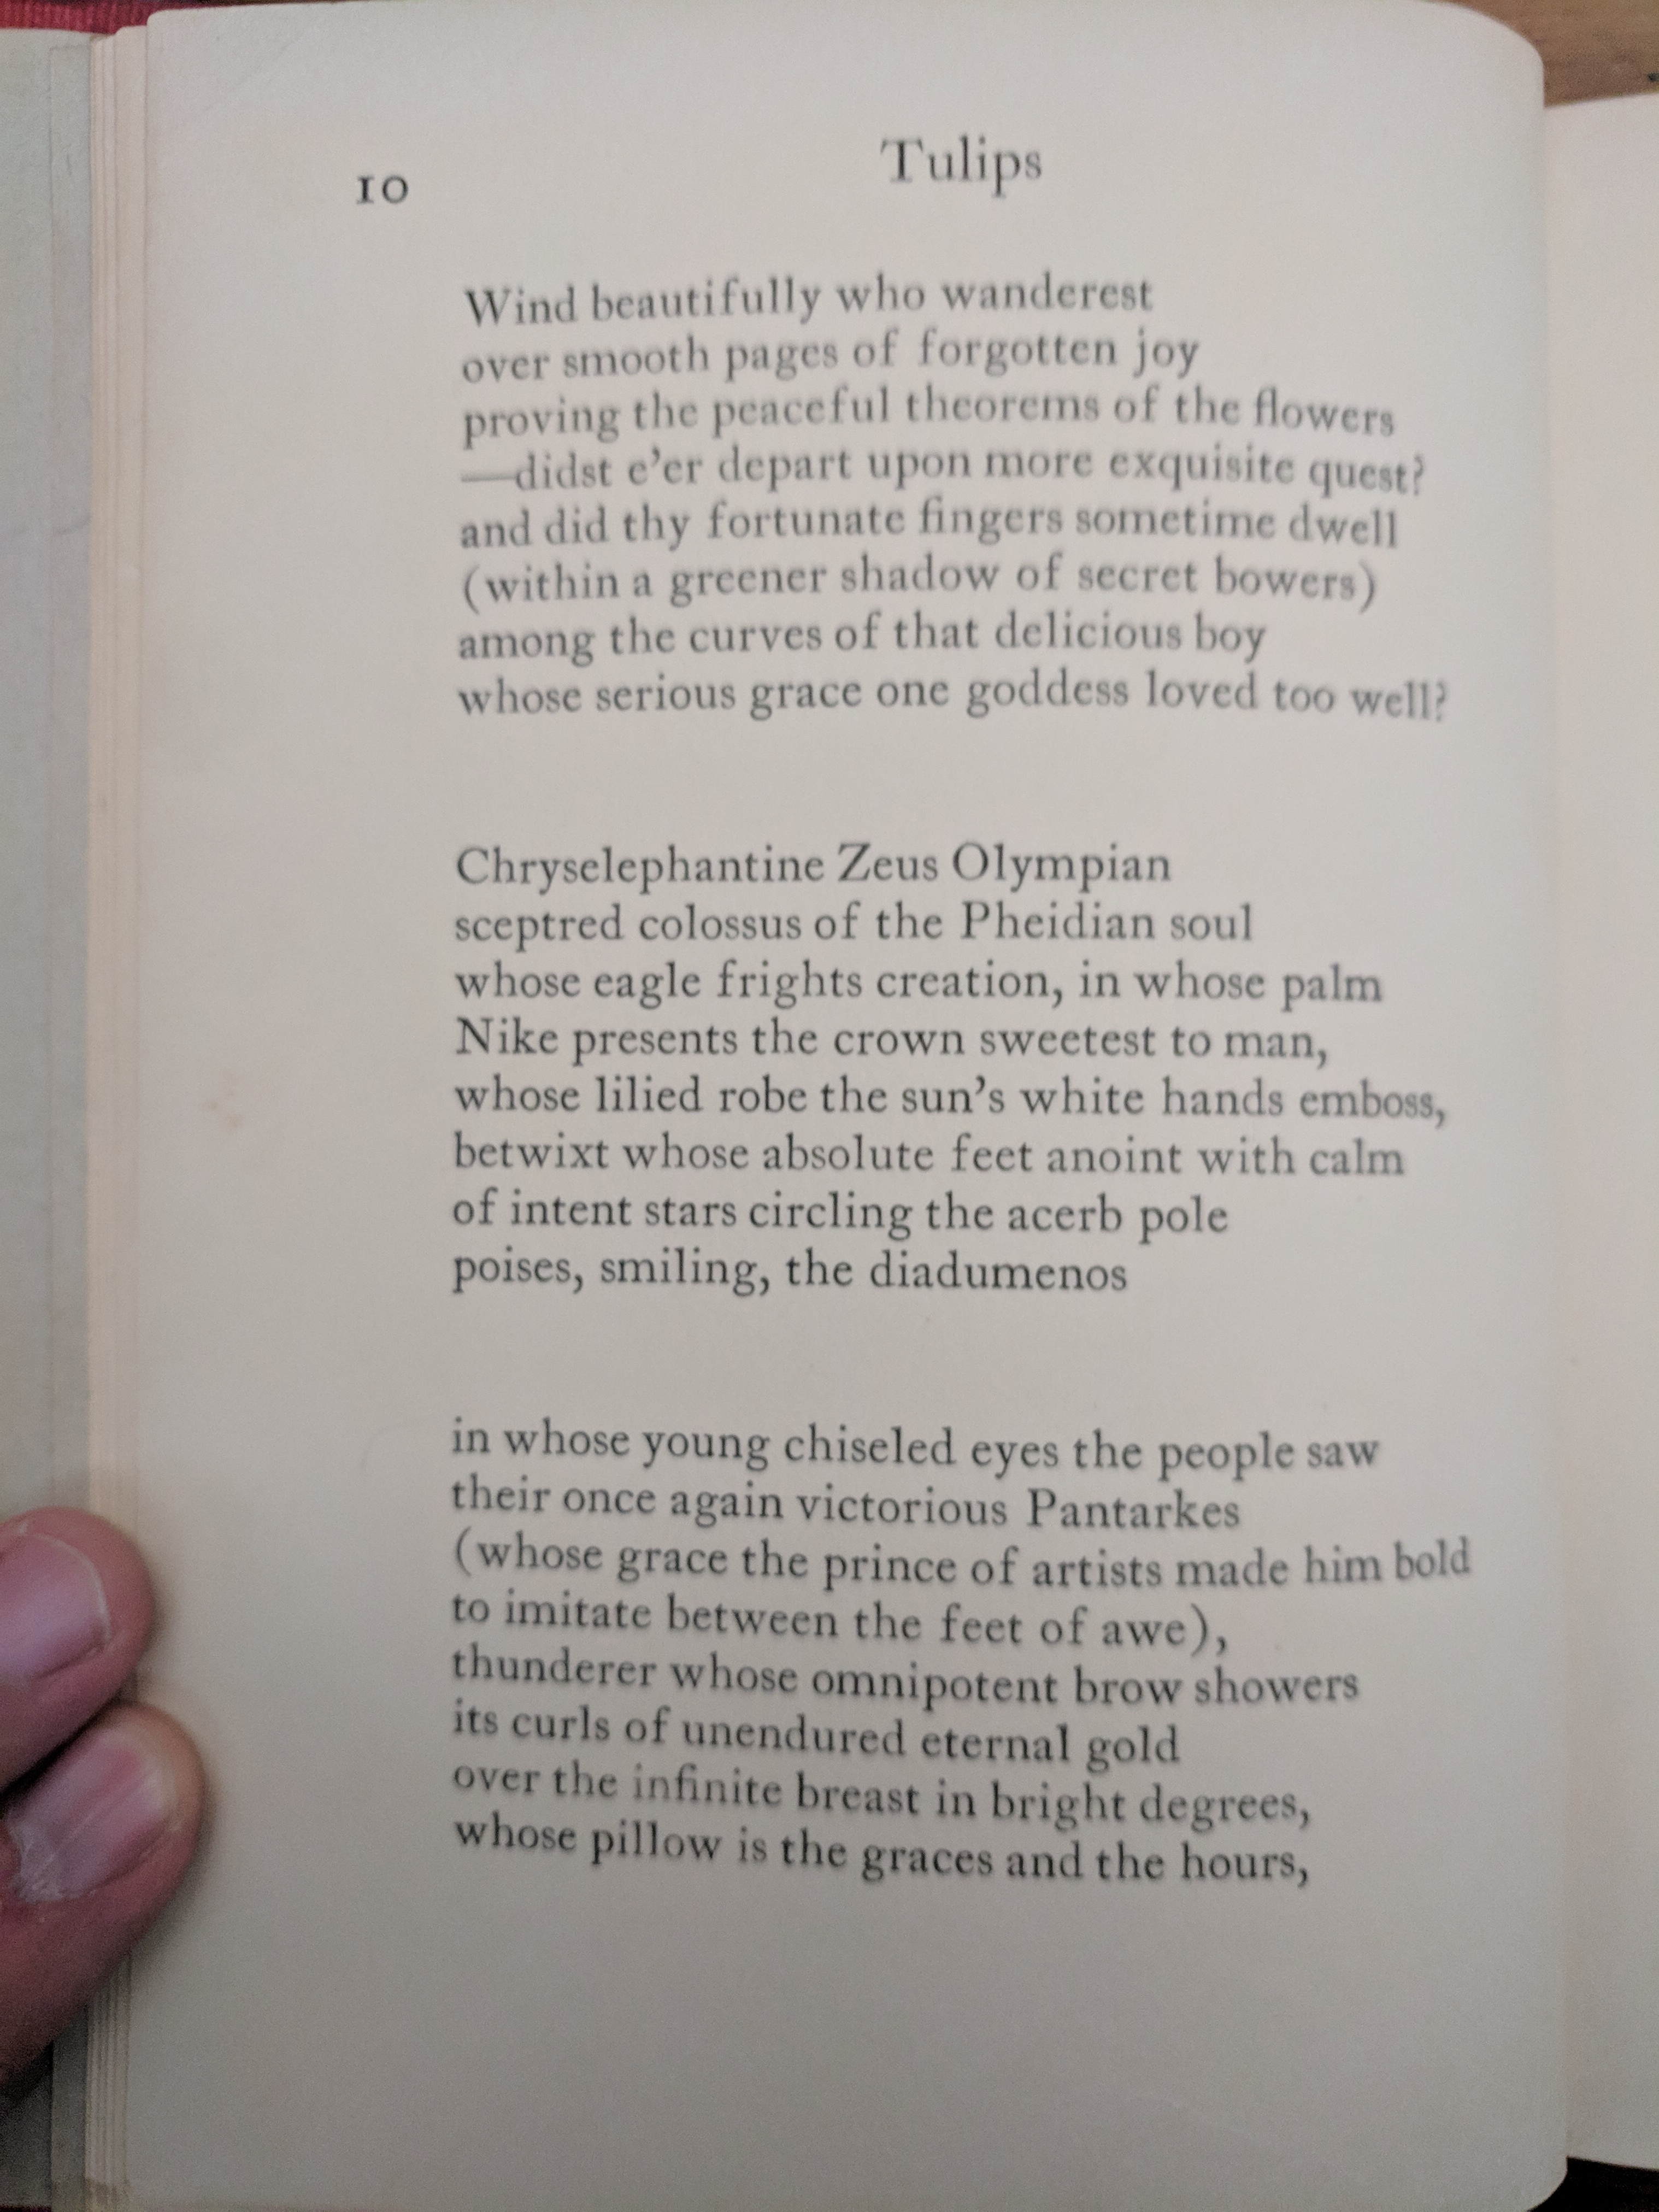 10
Tulips
Wind beautifully who wanderest
over smooth pages of forgotten joy
proving the peaceful theorems of the flowers
—didst e'er depart upon more exquisite quest?
and did thy fortunate fingers sometime dwell
(within a greener shadow of secret bowers)
among the curves of that delicious boy
whose serious grace one goddess loved too well?
Chryselephantine Zeus Olympian
sceptred colossus of the Pheidian soul
whose eagle frights creation, in whose palm
Nike presents the crown sweetest to man,
whose lilied robe the sun's white hands emboss,
betwixt whose absolute feet anoint with calm
of intent stars circling the acerb pole
poises, smiling, the diadumenos
in whose young chiseled eyes the people saw
their once again victorious Pantarkes
(whose grace the prince of artists made him bold
to imitate between the feet of awe),
thunderer whose omnipotent brow showers
its curls of unendured eternal gold
over the infinite breast in bright degrees,
whose pillow is the graces and the hours,